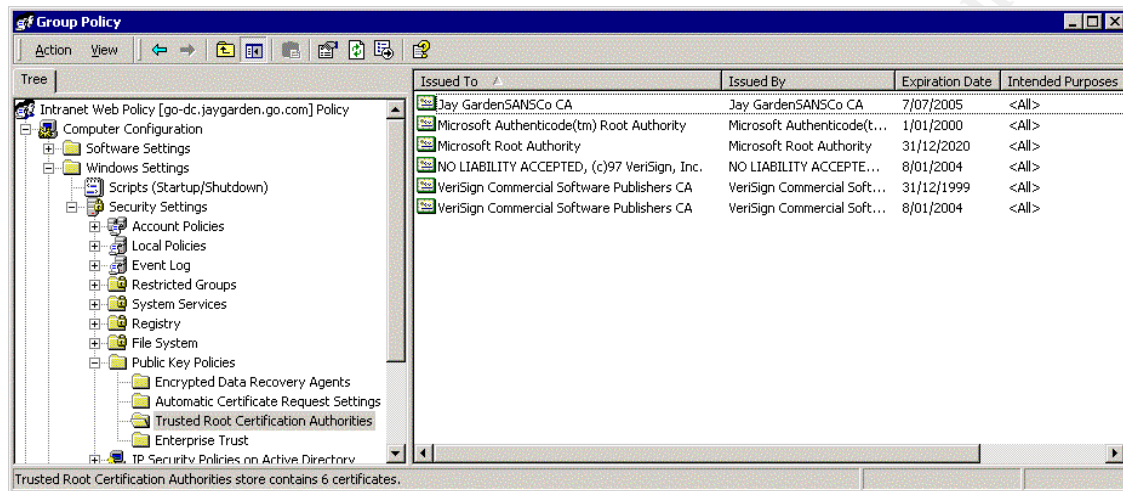 Group Policy
Action View
Tree
Intranet Web Policy [go-dc.jaygarden.go.com] Policy
Computer Configuration
Software Settings
Windows Settings
Scripts (Startup/Shutdown)
Security Settings
Account Policies
Local Policies
Event Log
Restricted Groups
System Services
Registry
File System
Public Key Policies
Encrypted Data Recovery Agents
Automatic Certificate Request Settings
Trusted Root Certification Authorities
Enterprise Trust
IP Security Policies on Active Directory
Issued To Issued By Expiration Date Intended Purposes
Jay GardenSANSCo CA Jay GardenSANSCo CA 7/07/2005 <All>
Microsoft Authenticode(tm) Root Authority Microsoft Authenticode(t... 1/01/2000 <All>
Microsoft Root Authority Microsoft Root Authority 31/12/2020 <All>
NO LIABILITY ACCEPTED, (c)97 VeriSign, Inc. NO LIABILITY ACCEPTE... 8/01/2004 <All>
VeriSign Commercial Software Publishers CA VeriSign Commercial Soft... 31/12/1999 <All>
VeriSign Commercial Software Publishers CA VeriSign Commercial Soft... 8/01/2004 <All>
Trusted Root Certification Authorities store contains 6 certificates.